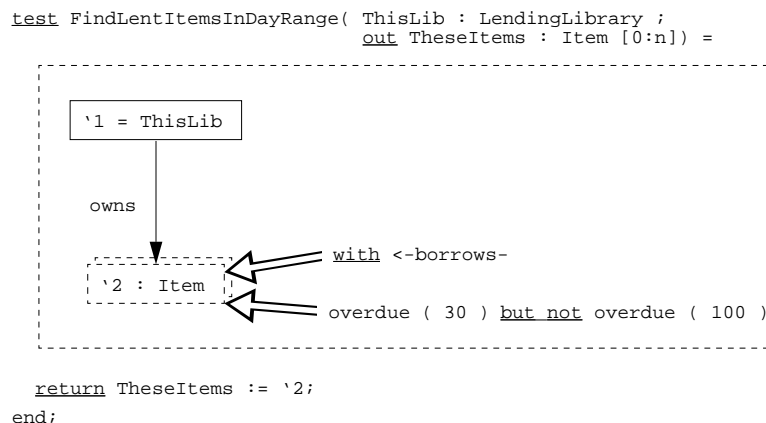 test FindLentItemsInDayRange( ThisLib : LendingLibrary ;
out TheseItems : Item [0:n]) =
‘1 = ThisLib
owns
with <-borrows-
‘2 : Item
overdue ( 30 ) but not overdue ( 100 )
return TheseItems := ‘2;
end;